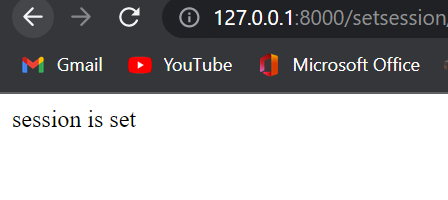 127.0.0.1:8000/setsession
Gmail YouTube Microsoft Office
session is set